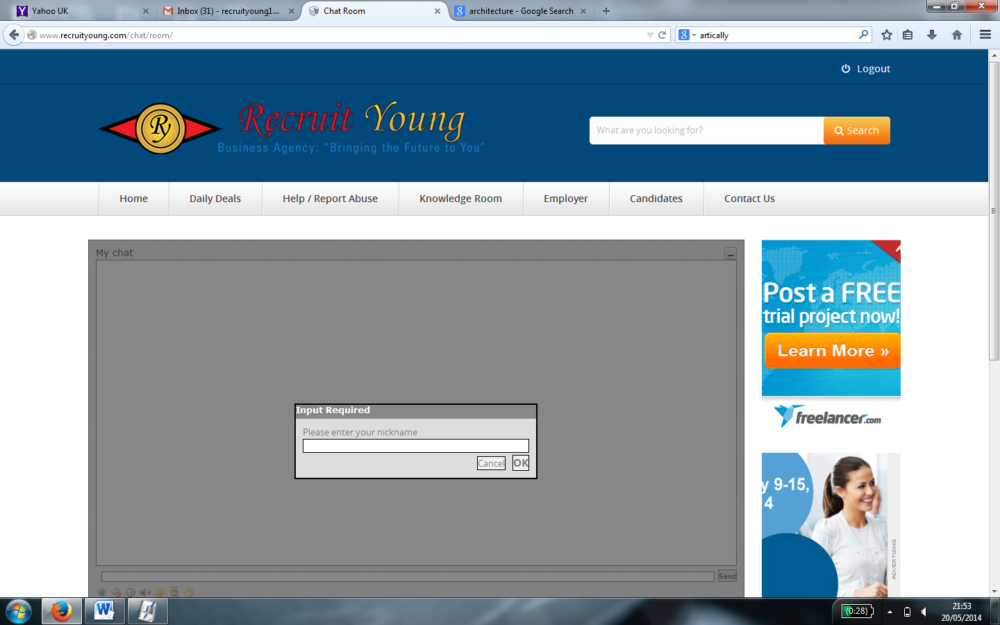 Yahoo UK
Inbox (31) - recruityoung1...
Chat Room
architecture - Google Search
www.recruityoung.com/chat/room/
artically
Logout
Ry
Recruit Young
Business Agency: “Bringing the Future to You”
What are you looking for?
Search
Home
Daily Deals
Help / Report Abuse
Knowledge Room
Employer
Candidates
Contact Us
My chat
Post a FREE
trial project now!
Learn More »
freelancer.com
Input Required
Please enter your nickname
Cancel
OK
y 9-15,
4
ADVERTISING
Send
(0:28)
21:53
20/05/2014